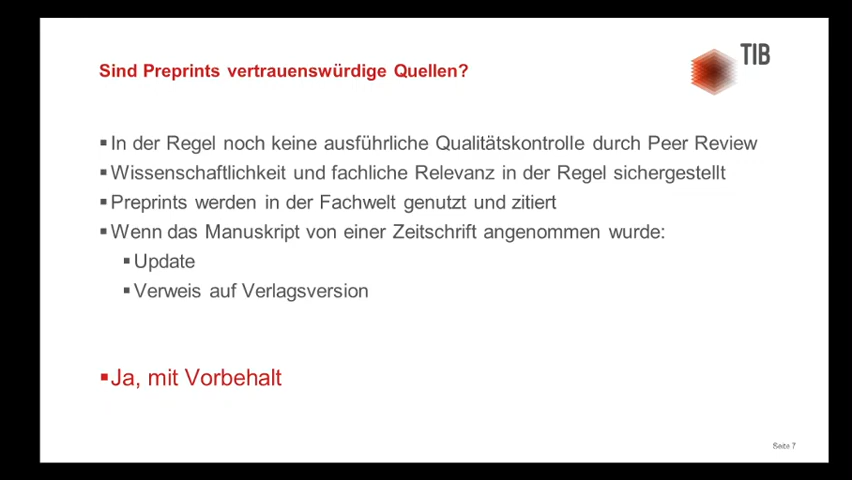 Sind Preprints vertrauenswürdige Quellen?
TIB
▪In der Regel noch keine ausführliche Qualitätskontrolle durch Peer Review
▪Wissenschaftlichkeit und fachliche Relevanz in der Regel sichergestellt
▪Preprints werden in der Fachwelt genutzt und zitiert
▪Wenn das Manuskript von einer Zeitschrift angenommen wurde:
▪Update
▪Verweis auf Verlagsversion
▪Ja, mit Vorbehalt
Seite 7